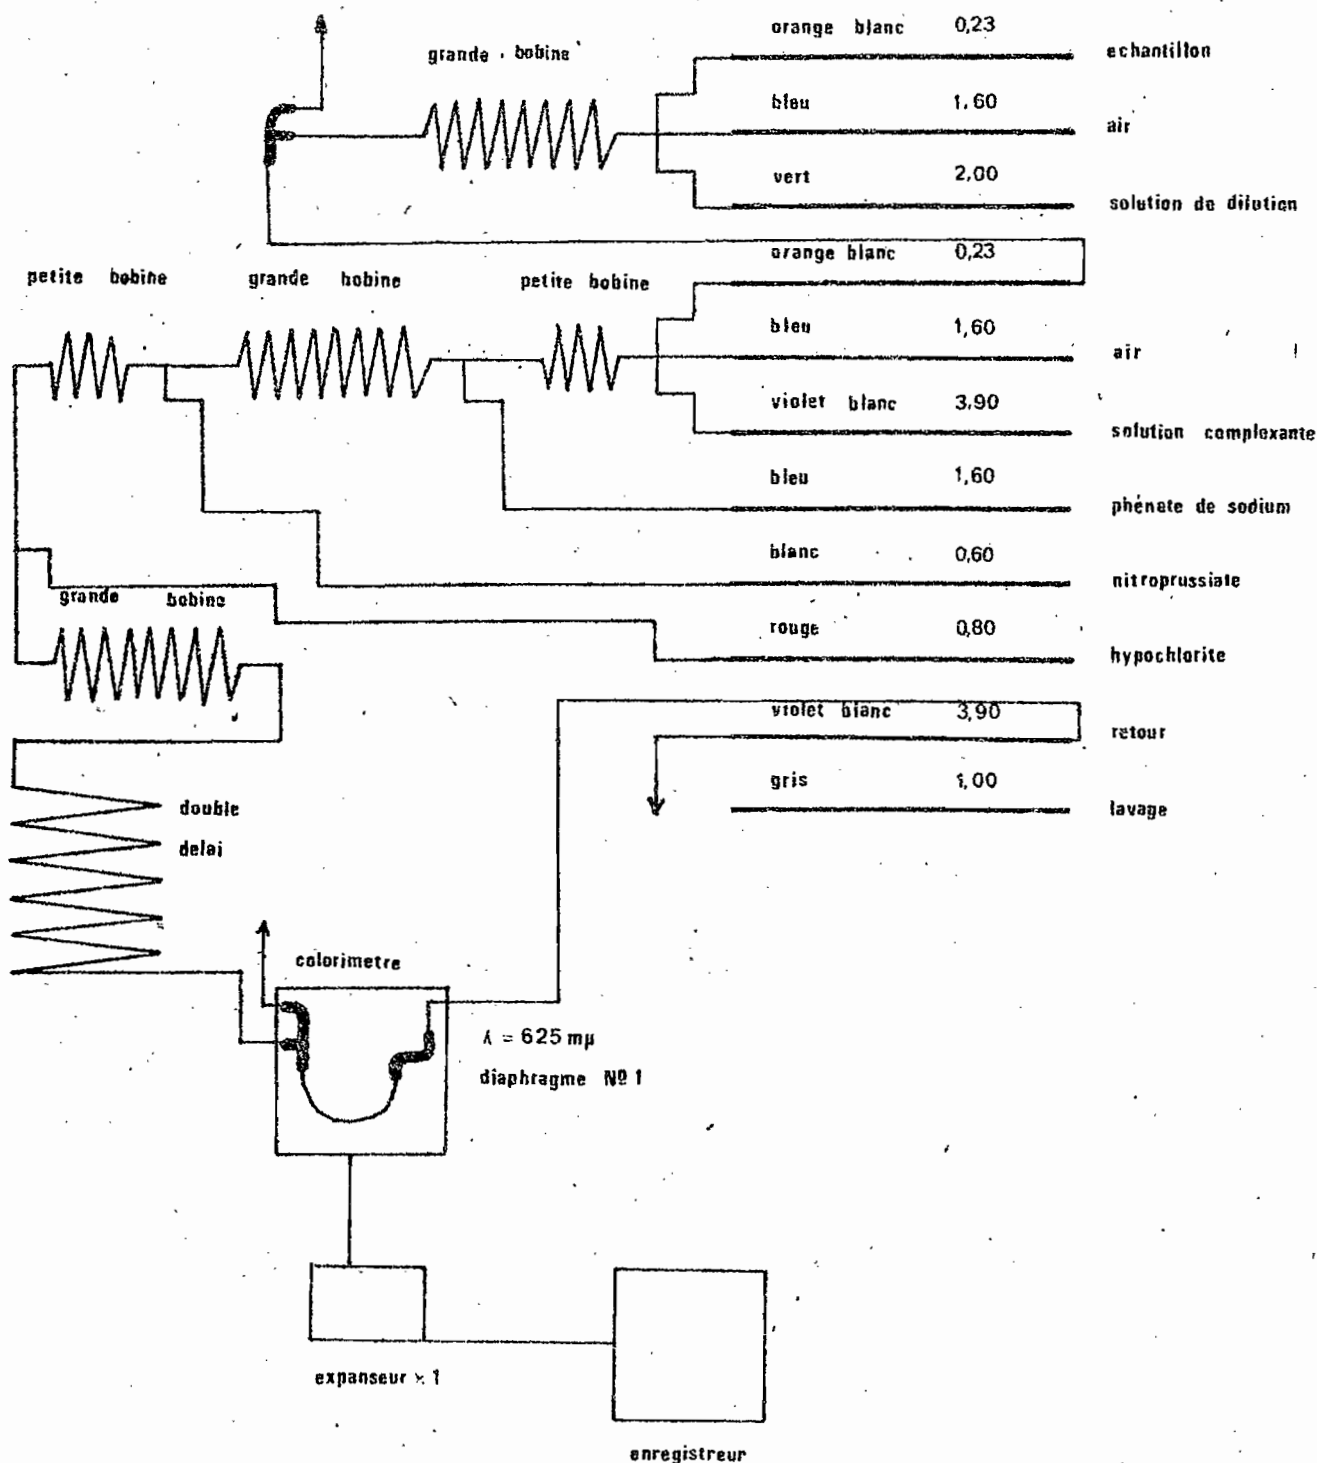 orange blanc 0,23
echantillon
grande bobine
bleu 1,60
air
vert 2,00
solution de dilution
orange blanc 0,23
petite bobine grande bobine petite bobine
bleu 1,60
air
violet blanc 3,90
solution complexante
bleu 1,60
phénate de sodium
blanc 0,60
nitroprussiate
grande bobine
rouge 0,80
hypochlorite
violet blanc 3,90
retour
gris 1,00
lavage
double
delai
colorimetre
λ = 625 mµ
diaphragme Nº 1
expanseur × 1
enregistreur